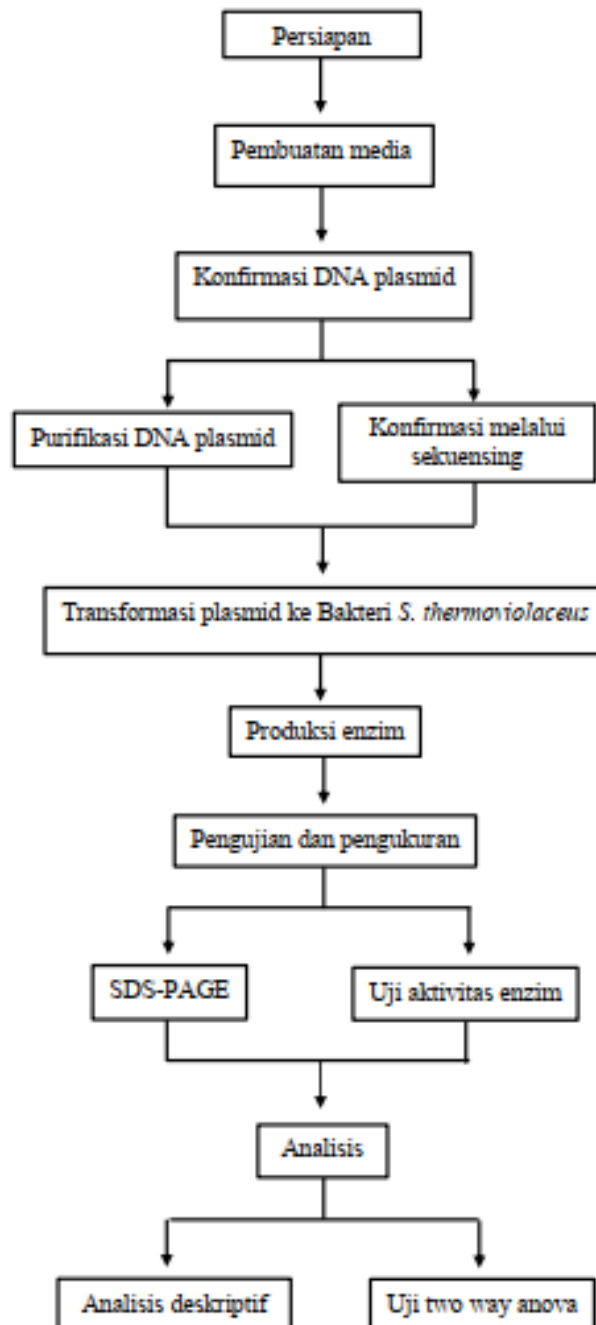 Persiapan
Pembuatan media
Konfirmasi DNA plasmid
Purifikasi DNA plasmid
Konfirmasi melalui
sekuensing
Transformasi plasmid ke Bakteri S. thermoviolaceus
Produksi enzim
Pengujian dan pengukuran
SDS-PAGE
Uji aktivitas enzim
Analisis
Analisis deskriptif
Uji two way anova